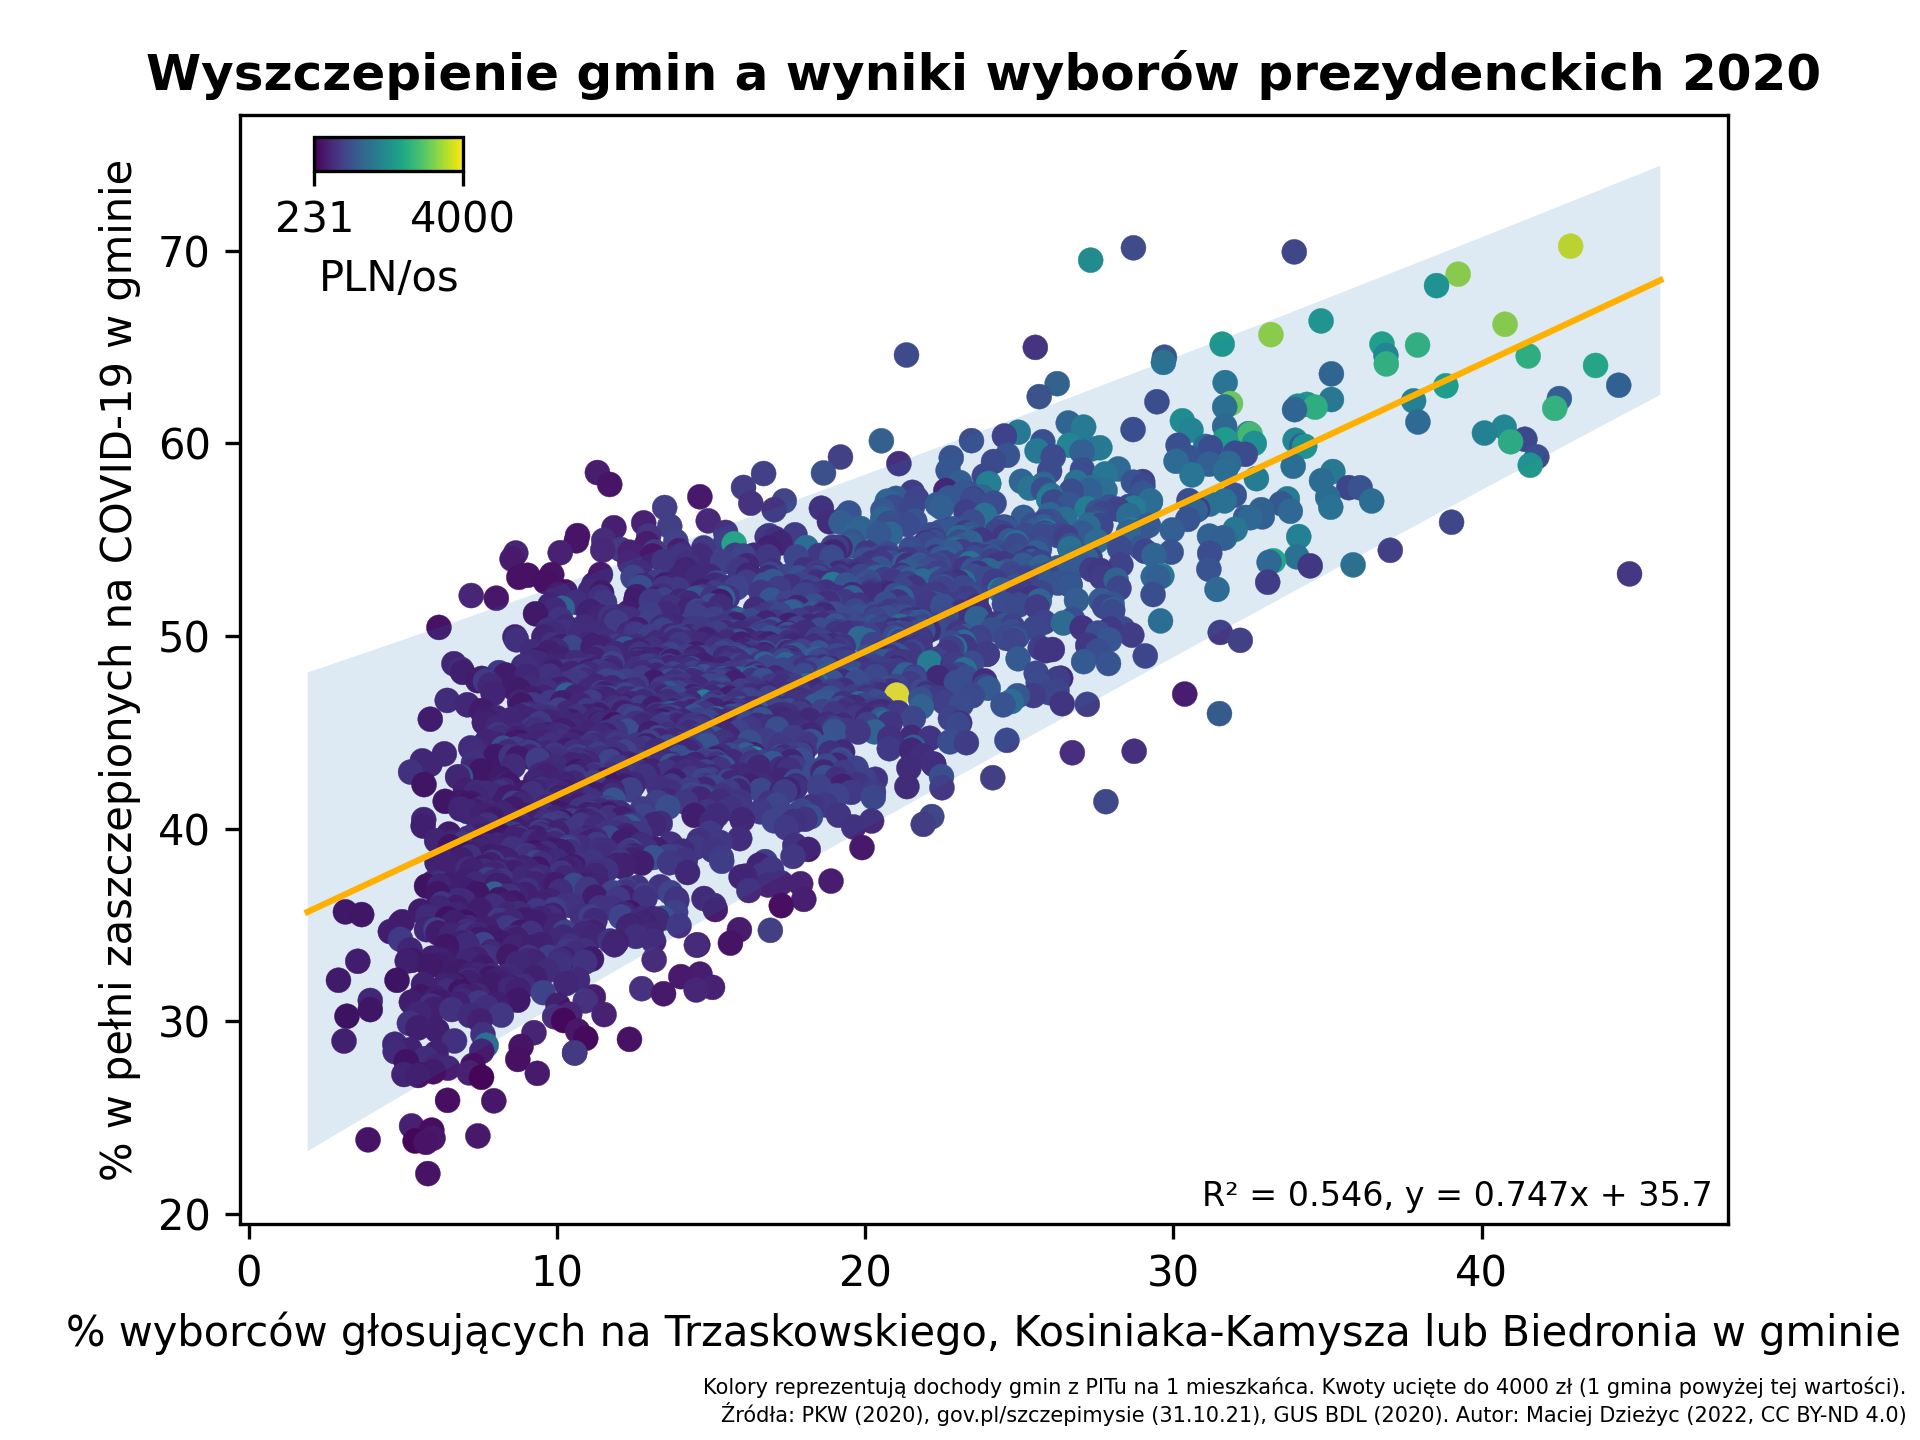 Wyszczepienie gmin a wyniki wyborów prezydenckich 2020
231 4000
PLN/os
% w pełni zaszczepionych na COVID-19 w gminie
70
60
50
40
30
20
R² = 0.546, y = 0.747x + 35.7
0 10 20 30 40
% wyborców głosujących na Trzaskowskiego, Kosiniaka-Kamysza lub Biedronia w gminie
Kolory reprezentują dochody gmin z PITu na 1 mieszkańca. Kwoty ucięte do 4000 zł (1 gmina powyżej tej wartości).
Źródła: PKW (2020), gov.pl/szczepimysie (31.10.21), GUS BDL (2020). Autor: Maciej Dzieżyc (2022, CC BY-ND 4.0)